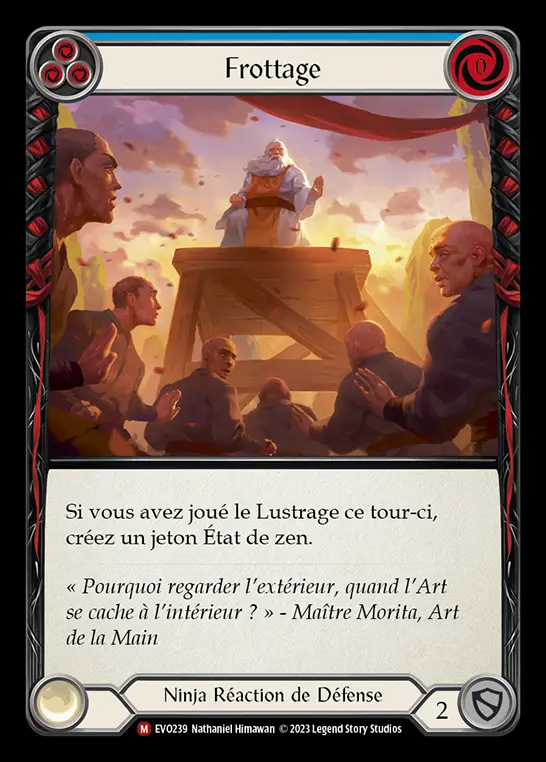 Frottage
0
Si vous avez joué le Lustrage ce tour-ci,
créez un jeton État de zen.
« Pourquoi regarder l'extérieur, quand l'Art
se cache à l'intérieur ? » - Maître Morita, Art
de la Main
Ninja Réaction de Défense
2
M EVO239 Nathaniel Himawan © 2023 Legend Story Studios